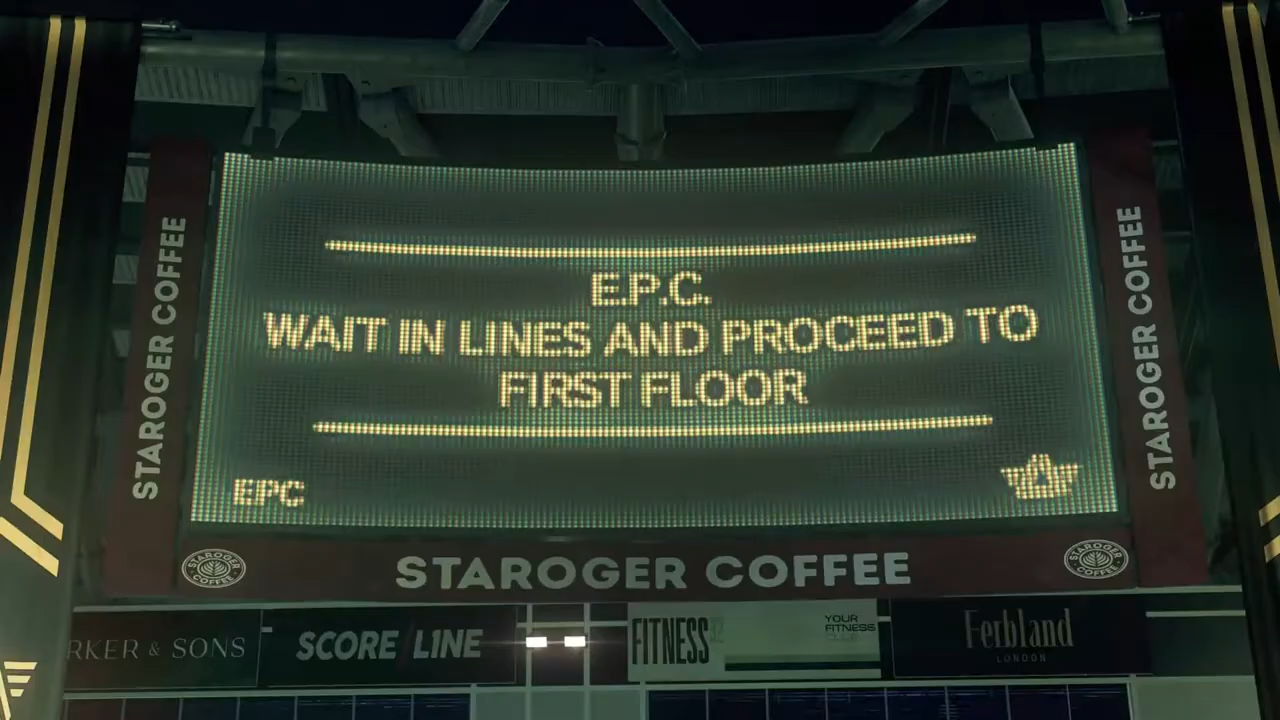 E.P.C.
WAIT IN LINES AND PROCEED TO
FIRST FLOOR
EPC
STAROGER COFFEE
STAROGER COFFEE
STAROGER COFFEE
STAROGER COFFEE
STAROGER COFFEE
RKER & SONS
SCORE LINE
FITNESS
YOUR
FITNESS
Ferbland
LONDON